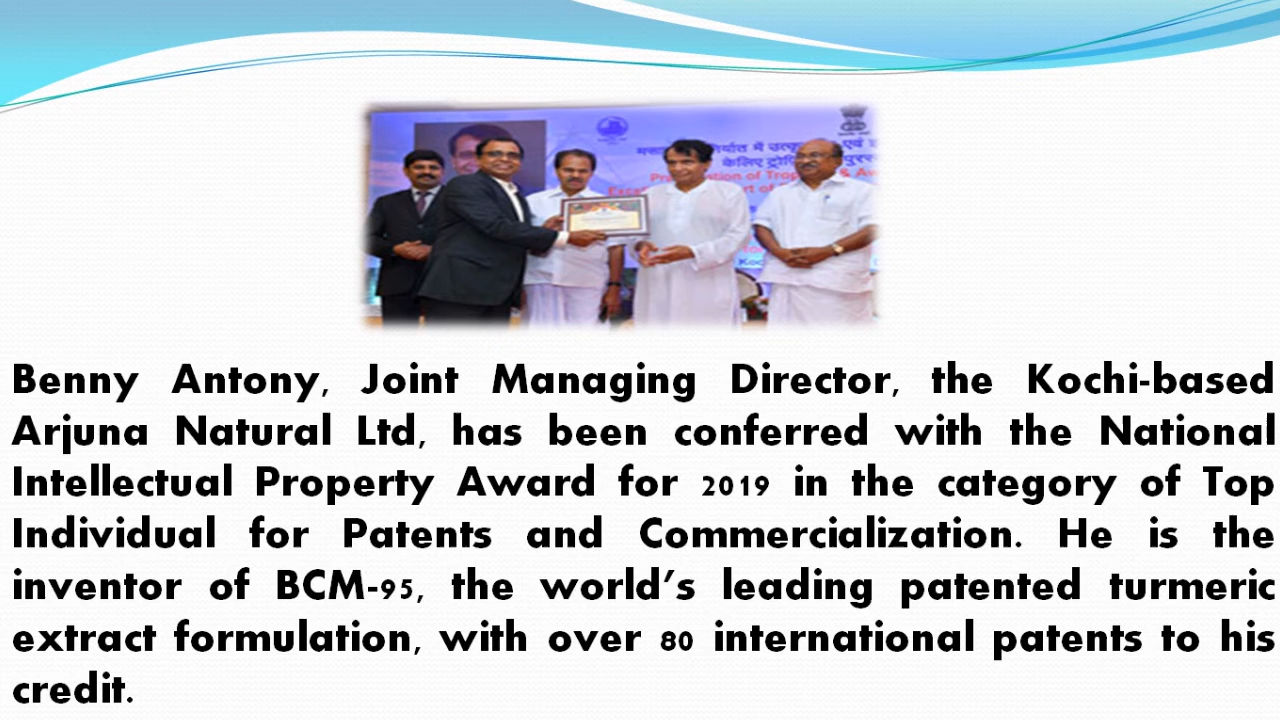 निर्यात में
एवं
केलिए
of
Benny Antony, Joint Managing Director, the Kochi-based
Arjuna Natural Ltd, has been conferred with the National
Intellectual Property Award for 2019 in the category of Top
Individual for Patents and Commercialization. He is the
inventor of BCM-95, the world’s leading patented turmeric
extract formulation, with over 80 international patents to his
credit.